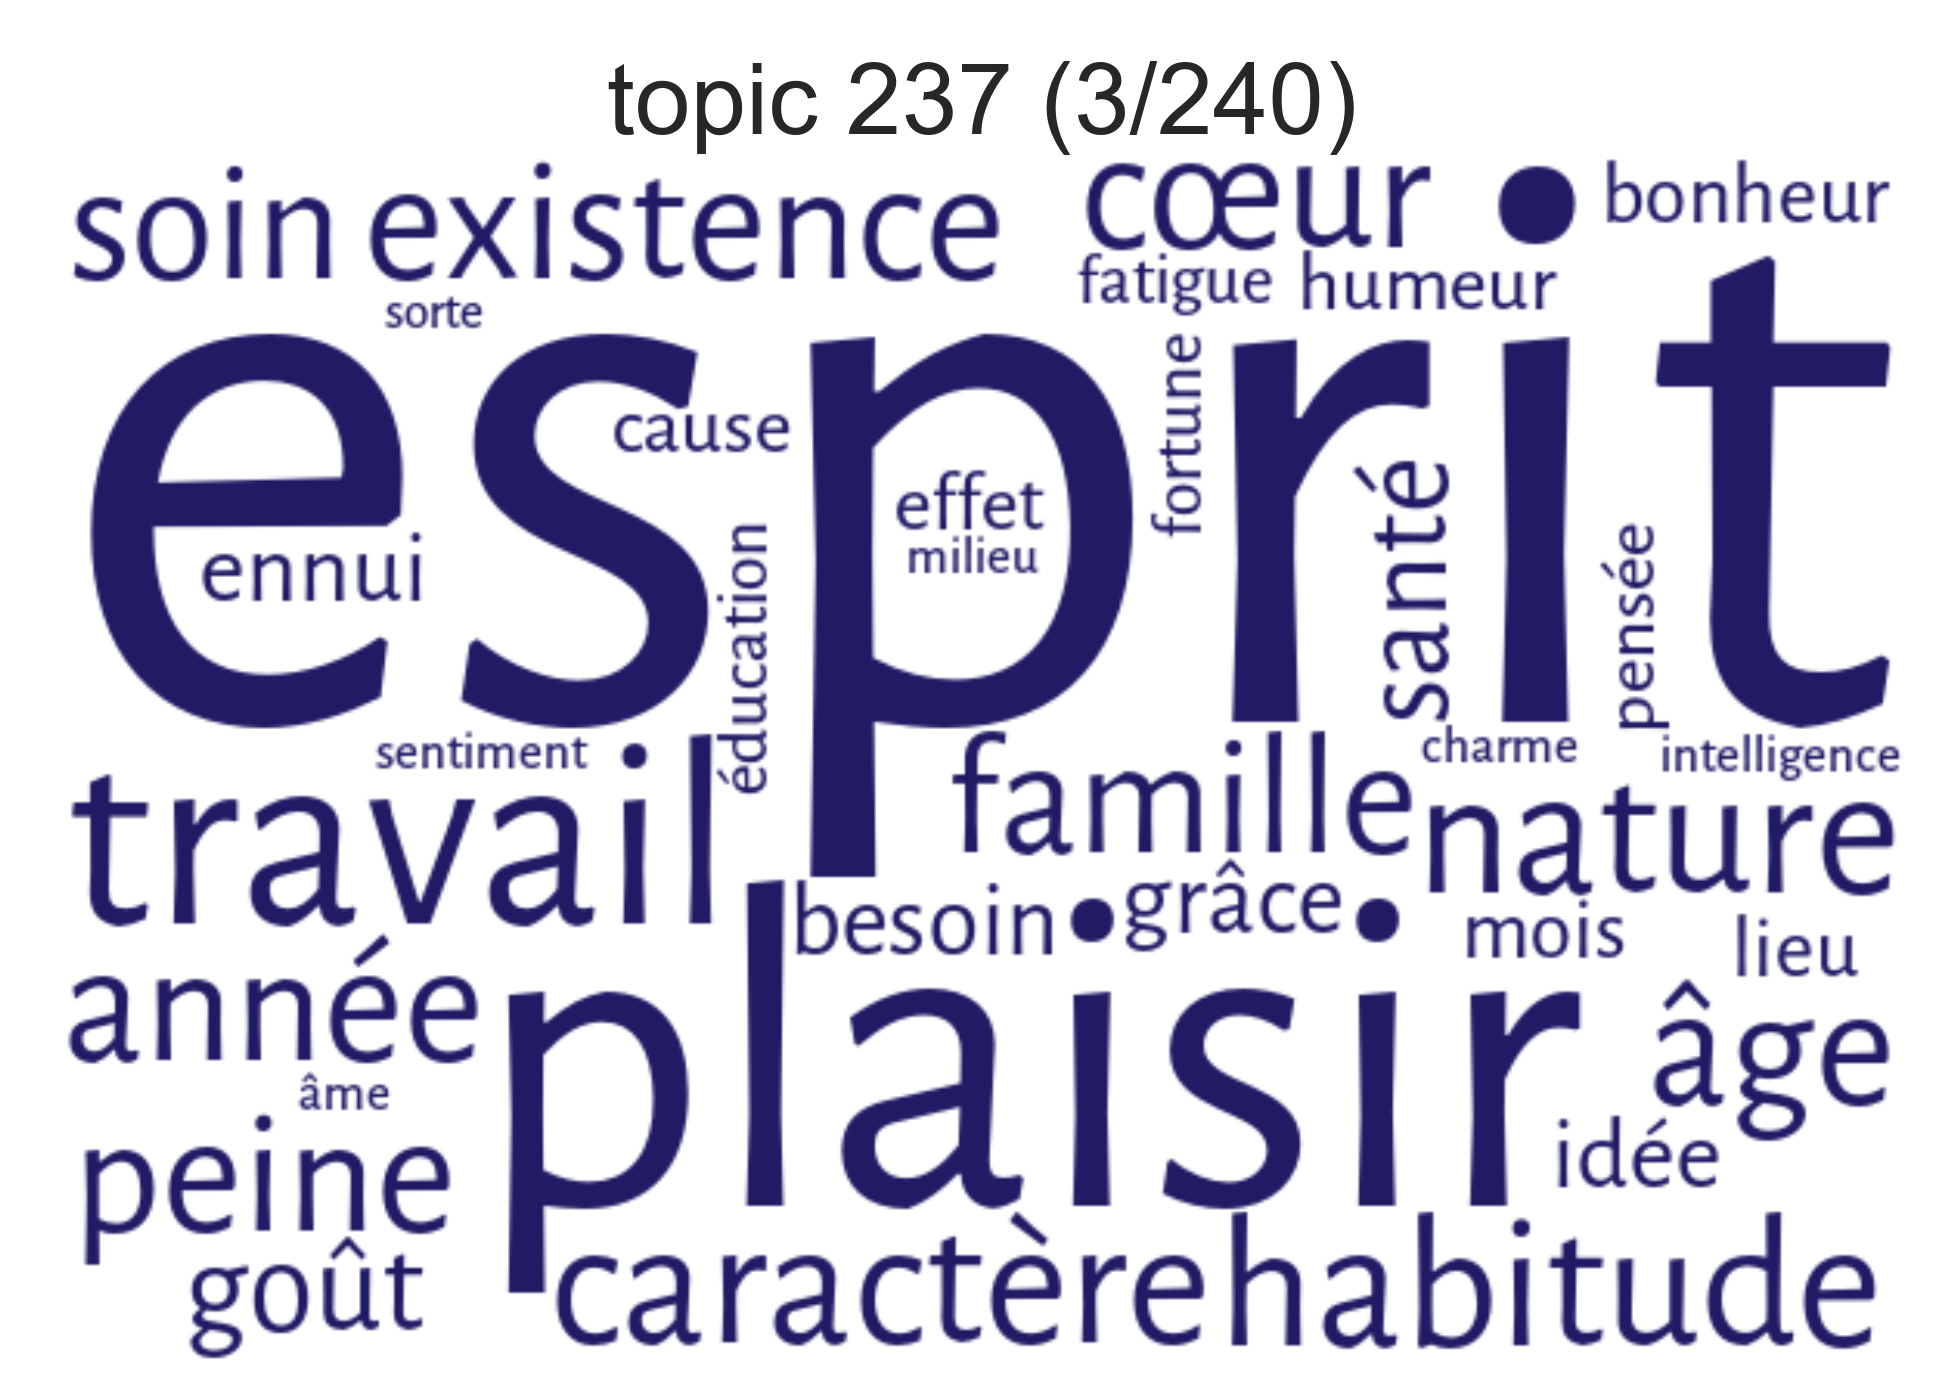 topic 237 (3/240)
soin existence cœur bonheur
sorte fatigue humeur
esprit
cause fortune
effet santé
ennui milieu pensée
éducation
sentiment charme intelligence
travail famille nature
besoin grâce mois lieu
année plaisir âge
âme
peine idée
goût caractère habitude